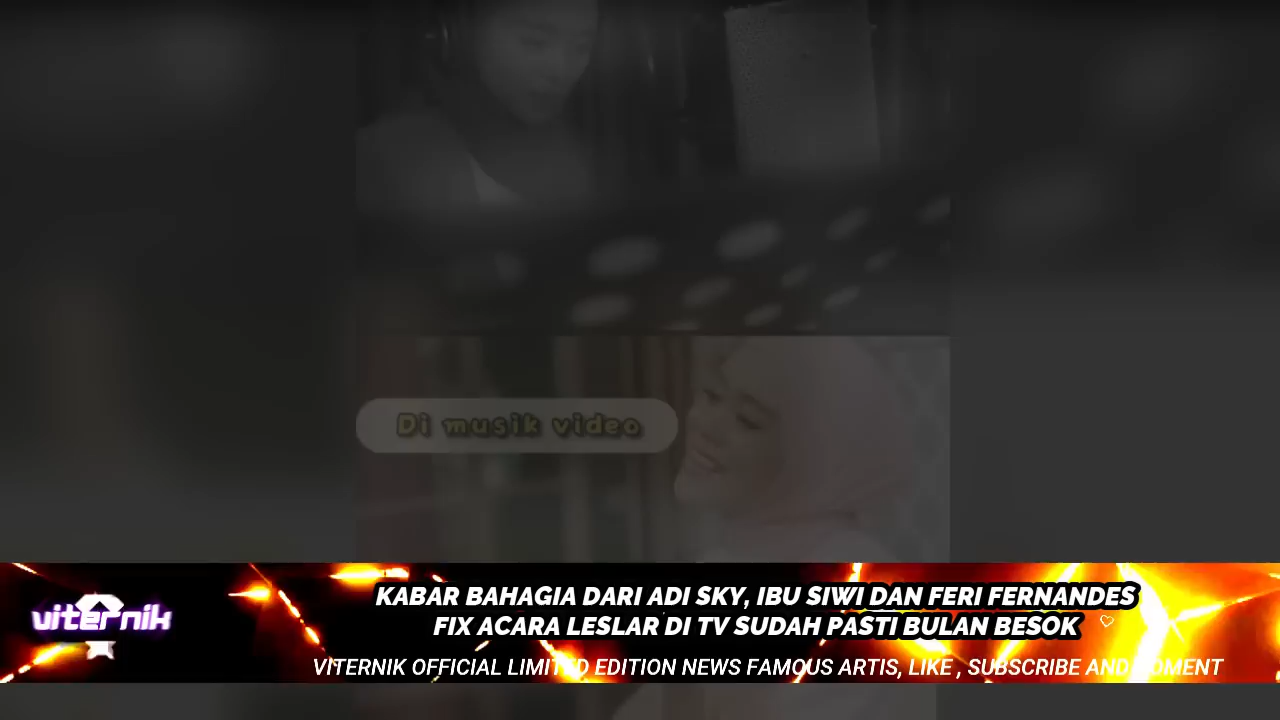 Di musik video
viternik
KABAR BAHAGIA DARI ADI SKY, IBU SIWI DAN FERI FERNANDES
FIX ACARA LESLAR DI TV SUDAH PASTI BULAN BESOK
VITERNIK OFFICIAL LIMITED EDITION NEWS FAMOUS ARTIS, LIKE , SUBSCRIBE AND COMENT